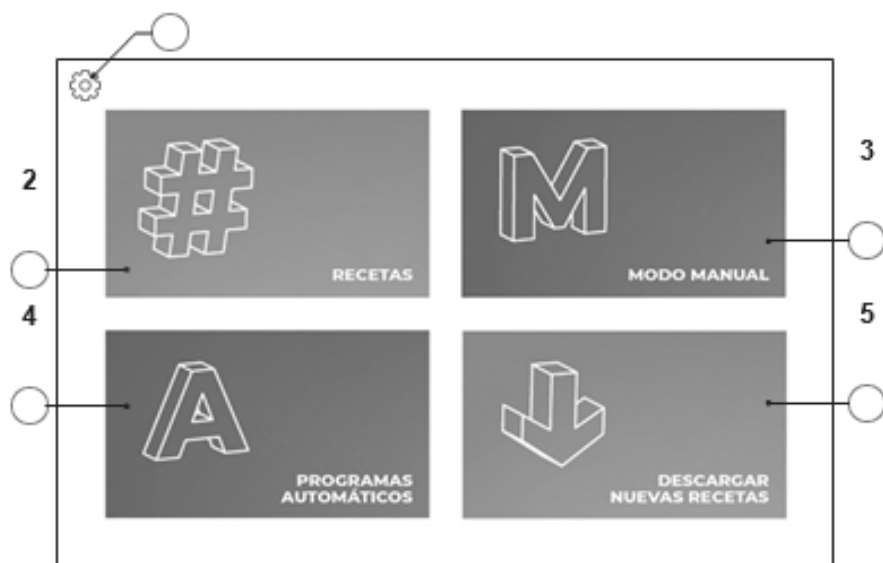 2
3
RECETAS
MODO MANUAL
4
5
PROGRAMAS
AUTOMÁTICOS
DESCARGAR
NUEVAS RECETAS